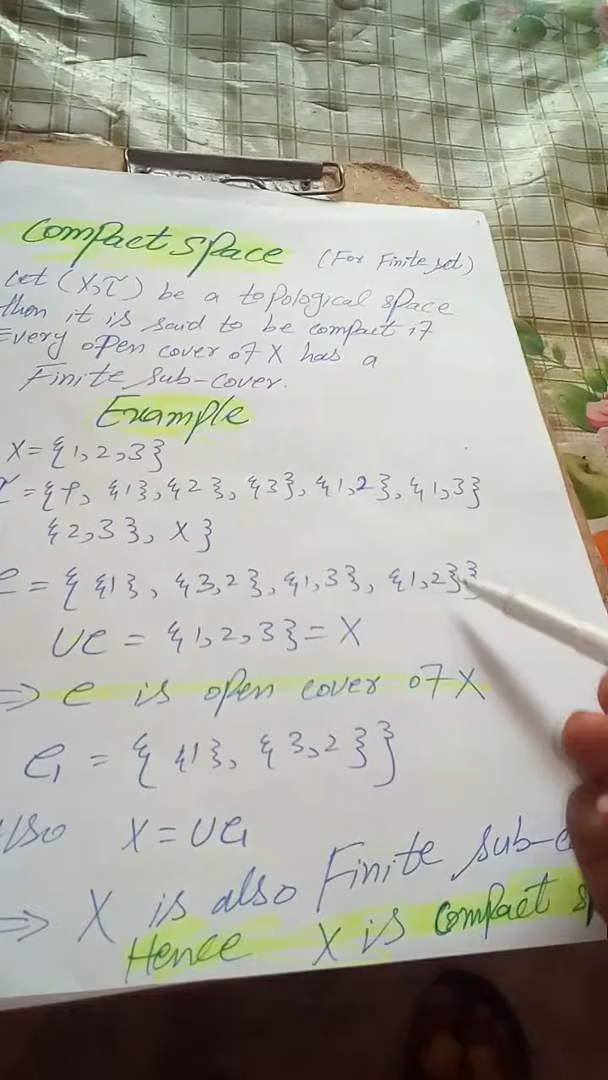 Compact space (For Finite set)
Let (X,τ) be a topological space
then it is said to be compact if
Every open cover of X has a
Finite sub-cover.
Example
X = {1,2,3}
τ = {φ, {1}, {2}, {3}, {1,2}, {1,3}
{2,3}, X}
C = { {1}, {3,2}, {1,3}, {1,2} }
UC = {1,2,3} = X
⇒ C is open cover of X
C₁ = { {1}, {3,2} }
Also X = UC₁
⇒ X is also Finite sub-c
Hence X is compact s